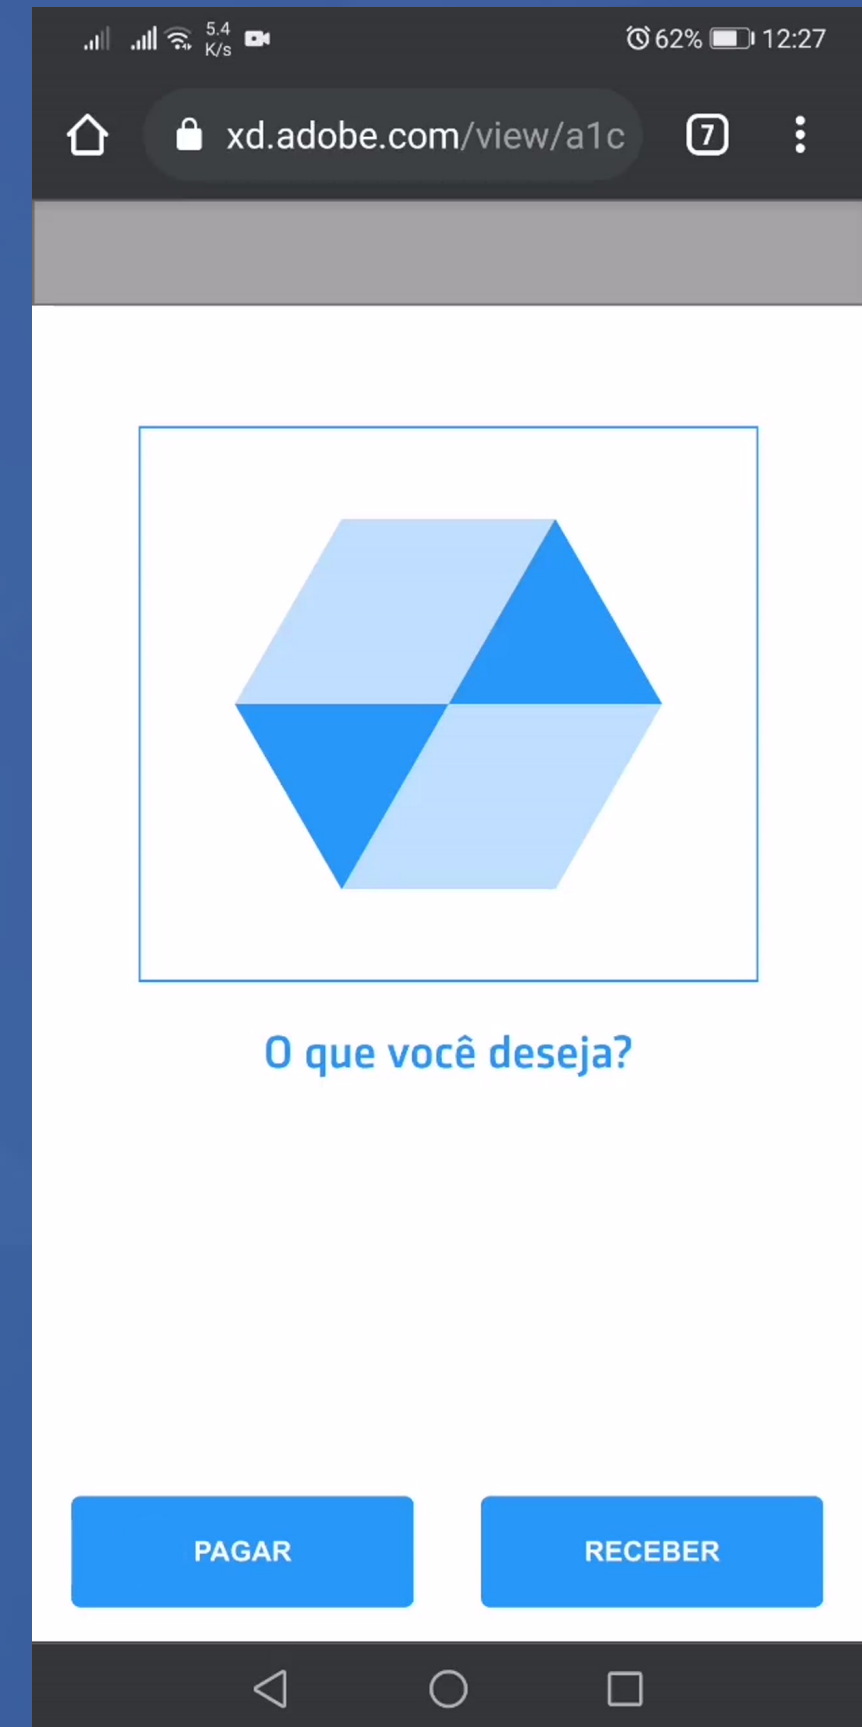 5.4
K/s
62% 12:27
xd.adobe.com/view/a1c
7
O que você deseja?
PAGAR
RECEBER